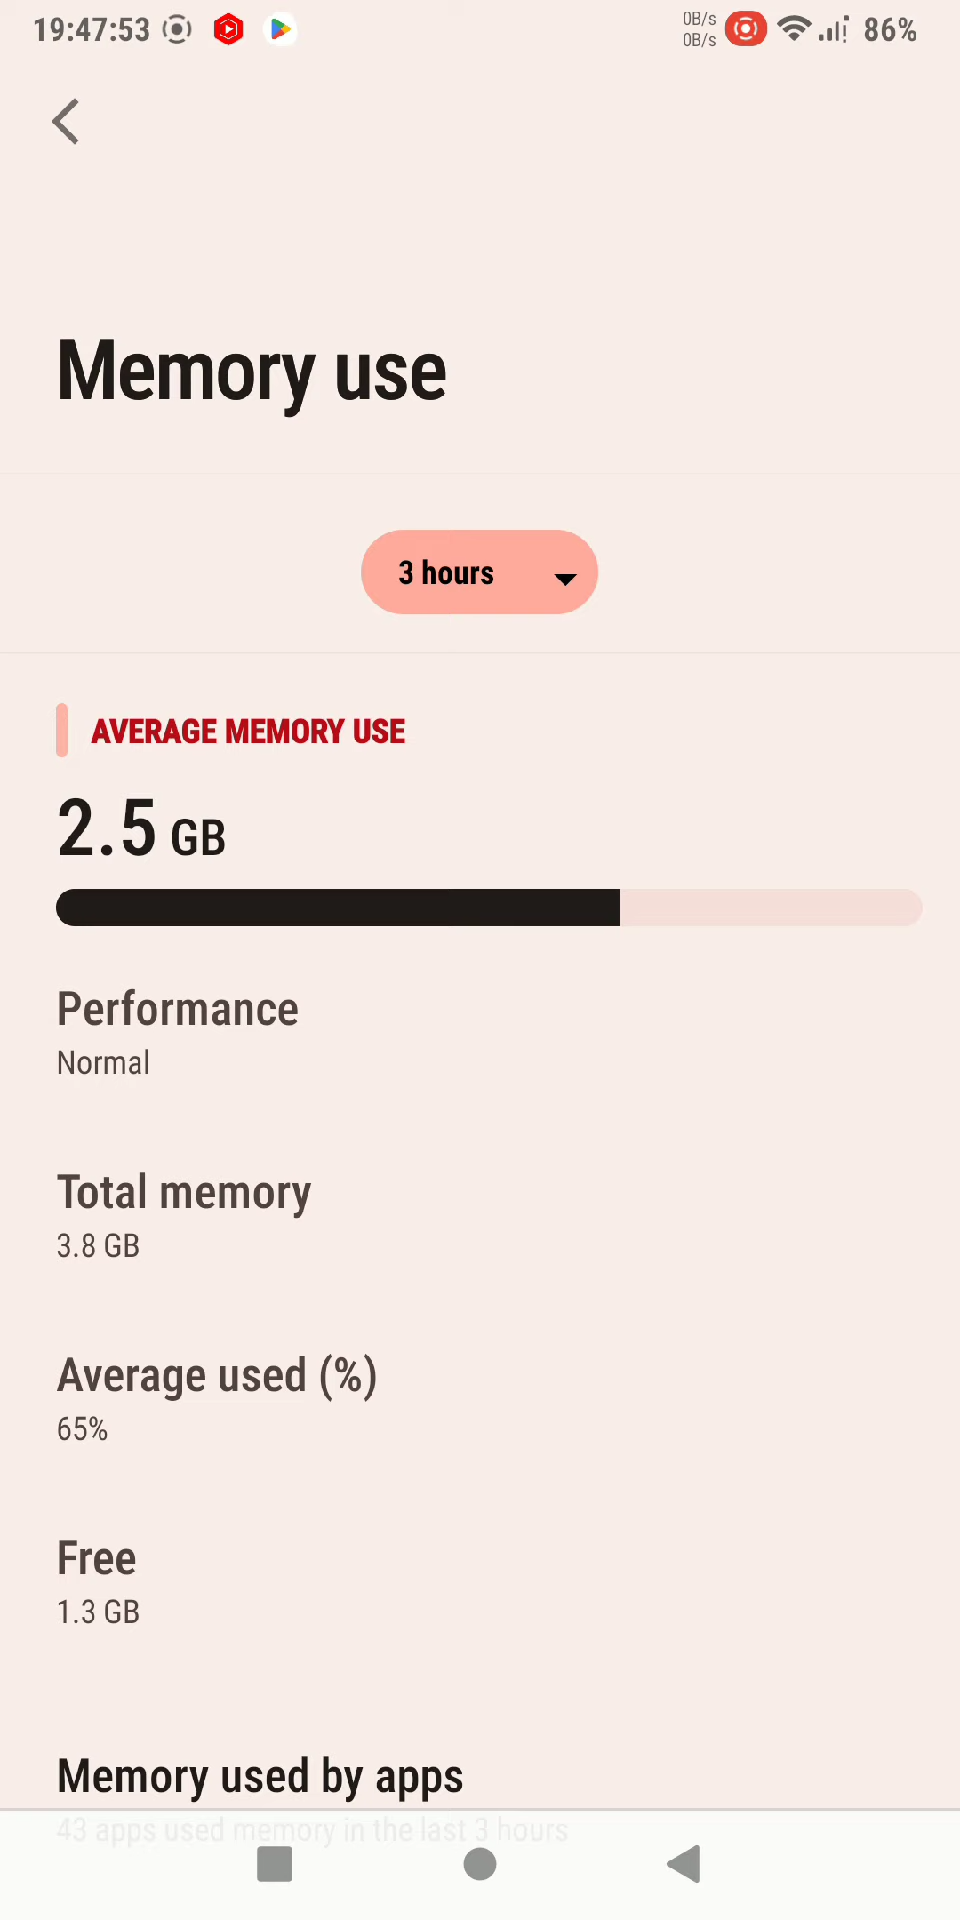 19:47:53
0B/s
0B/s
86%
Memory use
3 hours
AVERAGE MEMORY USE
2.5 GB
Performance
Normal
Total memory
3.8 GB
Average used (%)
65%
Free
1.3 GB
Memory used by apps
43 apps used memory in the last 3 hours